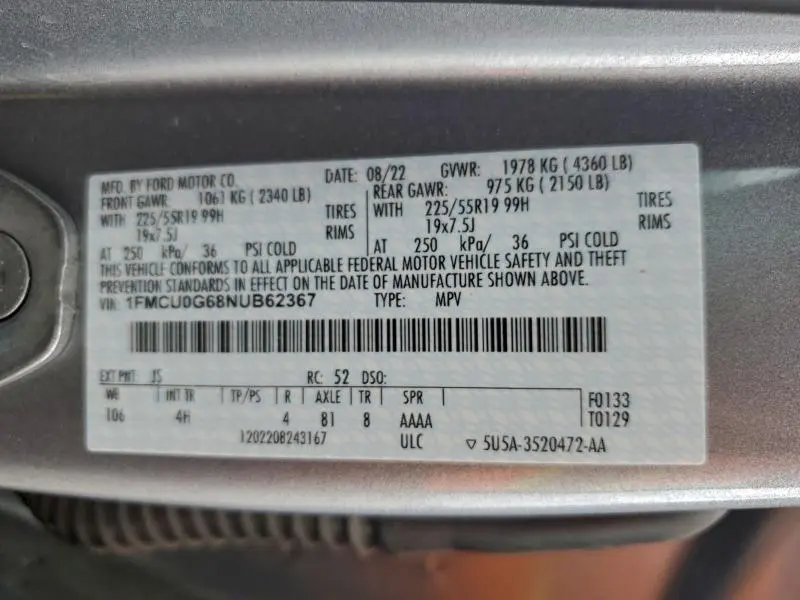 MFD. BY FORD MOTOR CO. DATE: 08/22 GVWR: 1978 KG ( 4360 LB)
FRONT GAWR: 1061 KG ( 2340 LB) REAR GAWR: 975 KG ( 2150 LB)
WITH 225/55R19 99H TIRES WITH 225/55R19 99H TIRES
19x7.5J RIMS 19x7.5J RIMS
AT 250 kPa/ 36 PSI COLD AT 250 kPa/ 36 PSI COLD
THIS VEHICLE CONFORMS TO ALL APPLICABLE FEDERAL MOTOR VEHICLE SAFETY AND THEFT
PREVENTION STANDARDS IN EFFECT ON THE DATE OF MANUFACTURE SHOWN ABOVE.
VIN: 1FMCU0G68NUB62367 TYPE: MPV
EXT PNT: JS RC: 52 DSO:
WB INT TR TP/PS R AXLE TR SPR F0133
106 4H 4 81 8 AAAA T0129
1202208243167 ULC ▽ 5U5A-3520472-AA